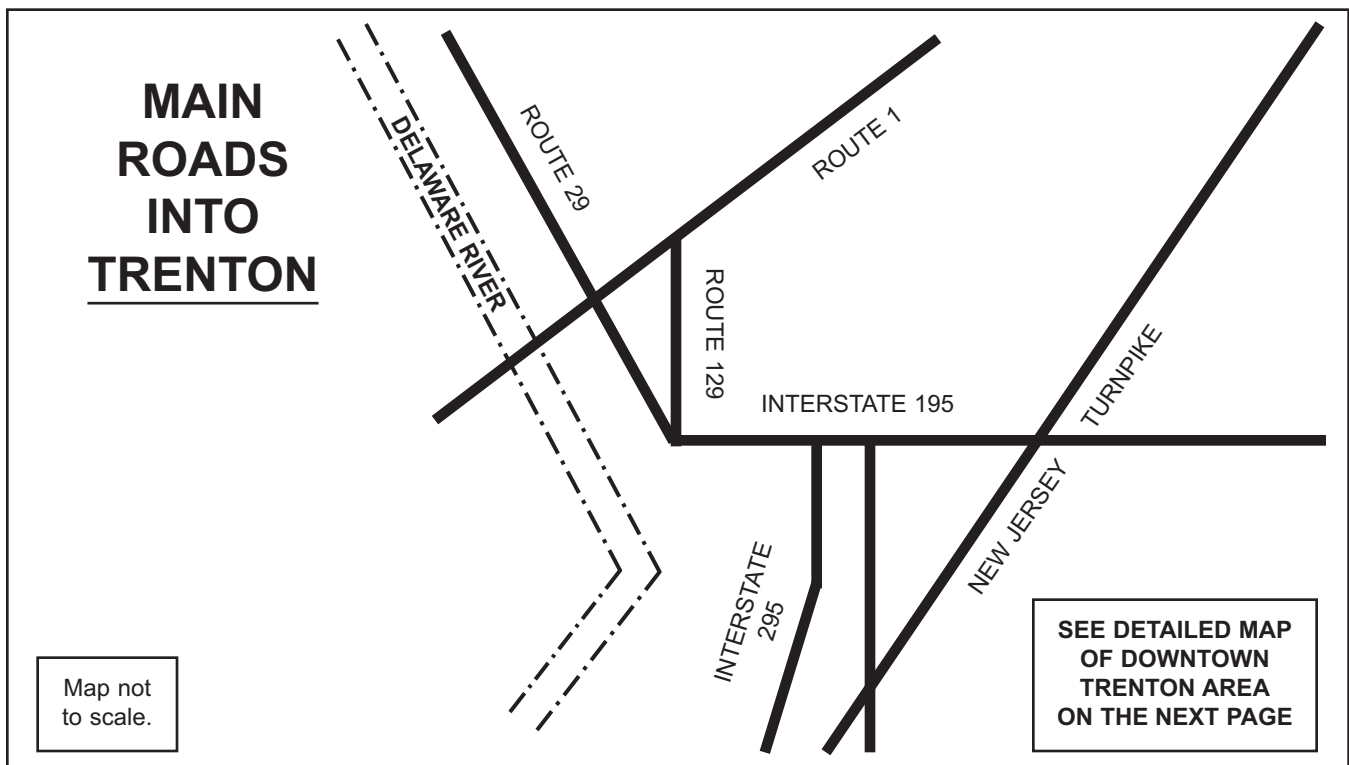 MAIN
ROADS
INTO
TRENTON
DELAWARE RIVER
ROUTE 29
ROUTE 1
ROUTE 129
INTERSTATE 195
TURNPIKE
NEW JERSEY
INTERSTATE
295
Map not
to scale.
SEE DETAILED MAP
OF DOWNTOWN
TRENTON AREA
ON THE NEXT PAGE